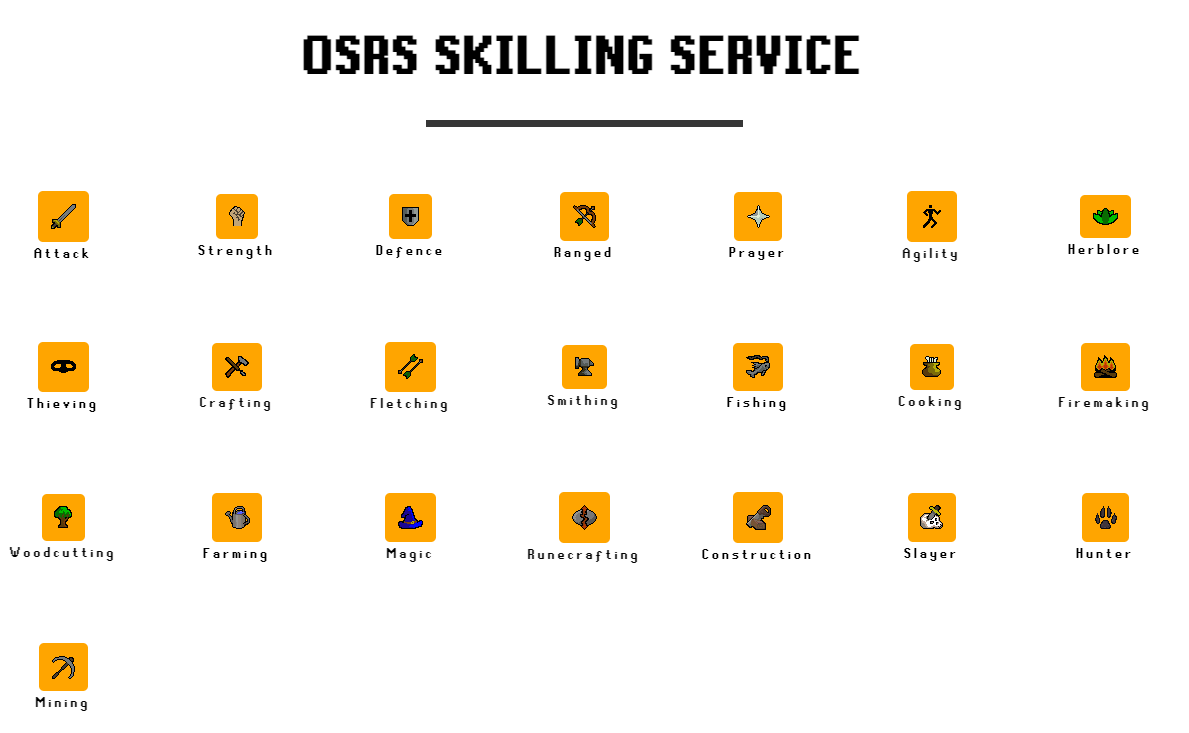 OSRS SKILLING SERVICE
Attack Strength Defence Ranged Prayer Agility Herblore
Thieving Crafting Fletching Smithing Fishing Cooking Firemaking
Woodcutting Farming Magic Runecrafting Construction Slayer Hunter
Mining